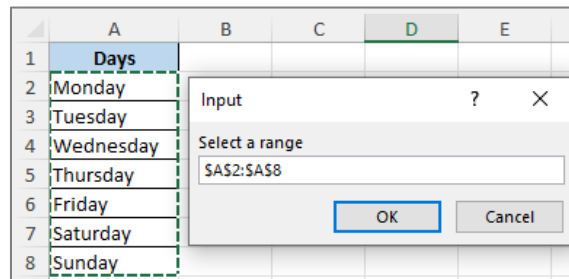 A B C D E
1 Days
2 Monday
3 Tuesday
4 Wednesday
5 Thursday
6 Friday
7 Saturday
8 Sunday
Input ? ×
Select a range
$A$2:$A$8
OK Cancel